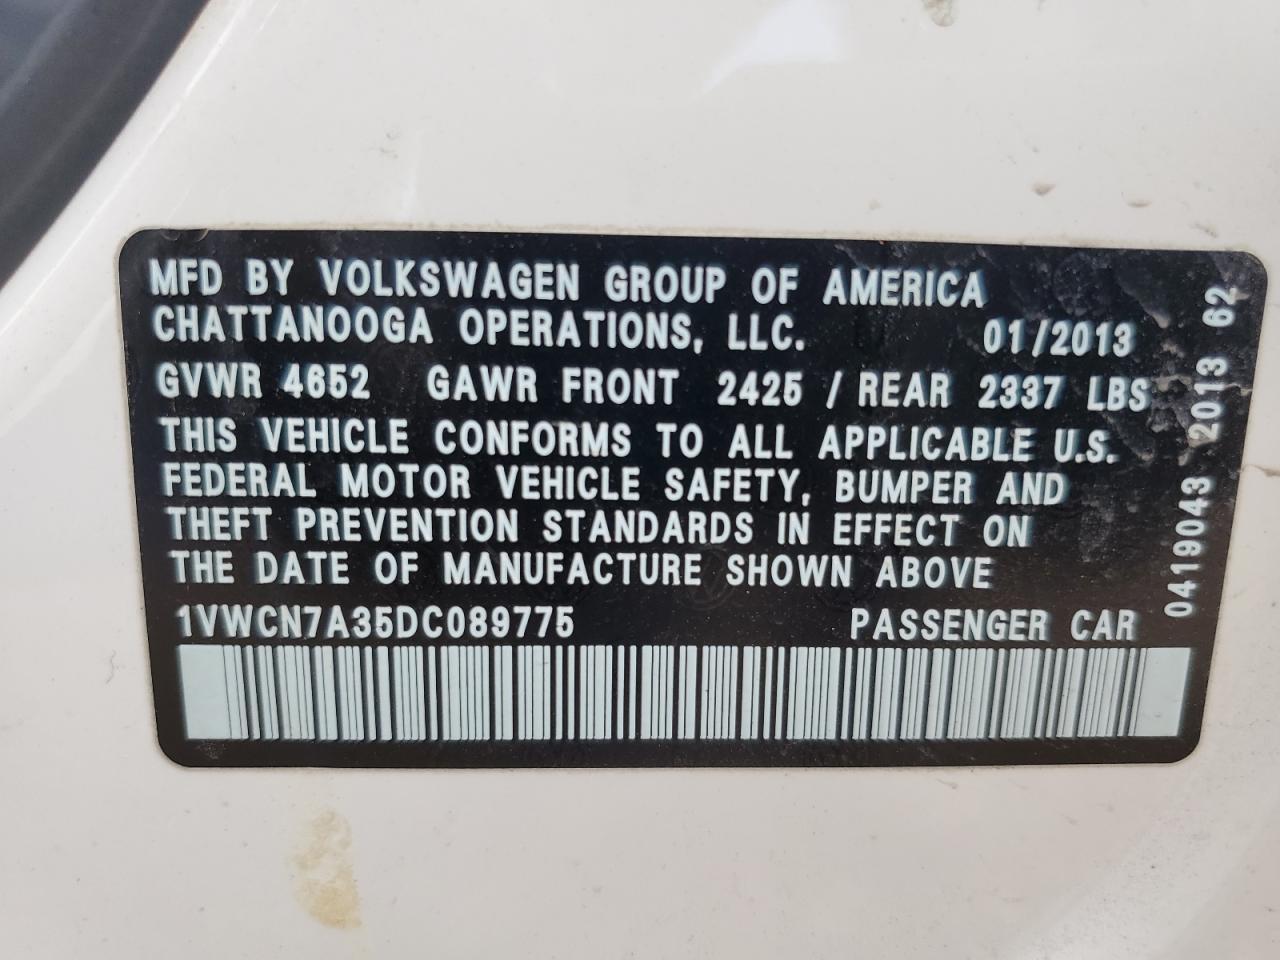 MFD BY VOLKSWAGEN GROUP OF AMERICA
CHATTANOOGA OPERATIONS, LLC. 01/2013
GVWR 4652 GAWR FRONT 2425 / REAR 2337 LBS
THIS VEHICLE CONFORMS TO ALL APPLICABLE U.S.
FEDERAL MOTOR VEHICLE SAFETY, BUMPER AND
THEFT PREVENTION STANDARDS IN EFFECT ON
THE DATE OF MANUFACTURE SHOWN ABOVE
1VWCN7A35DC089775 PASSENGER CAR
0419043 2013 62